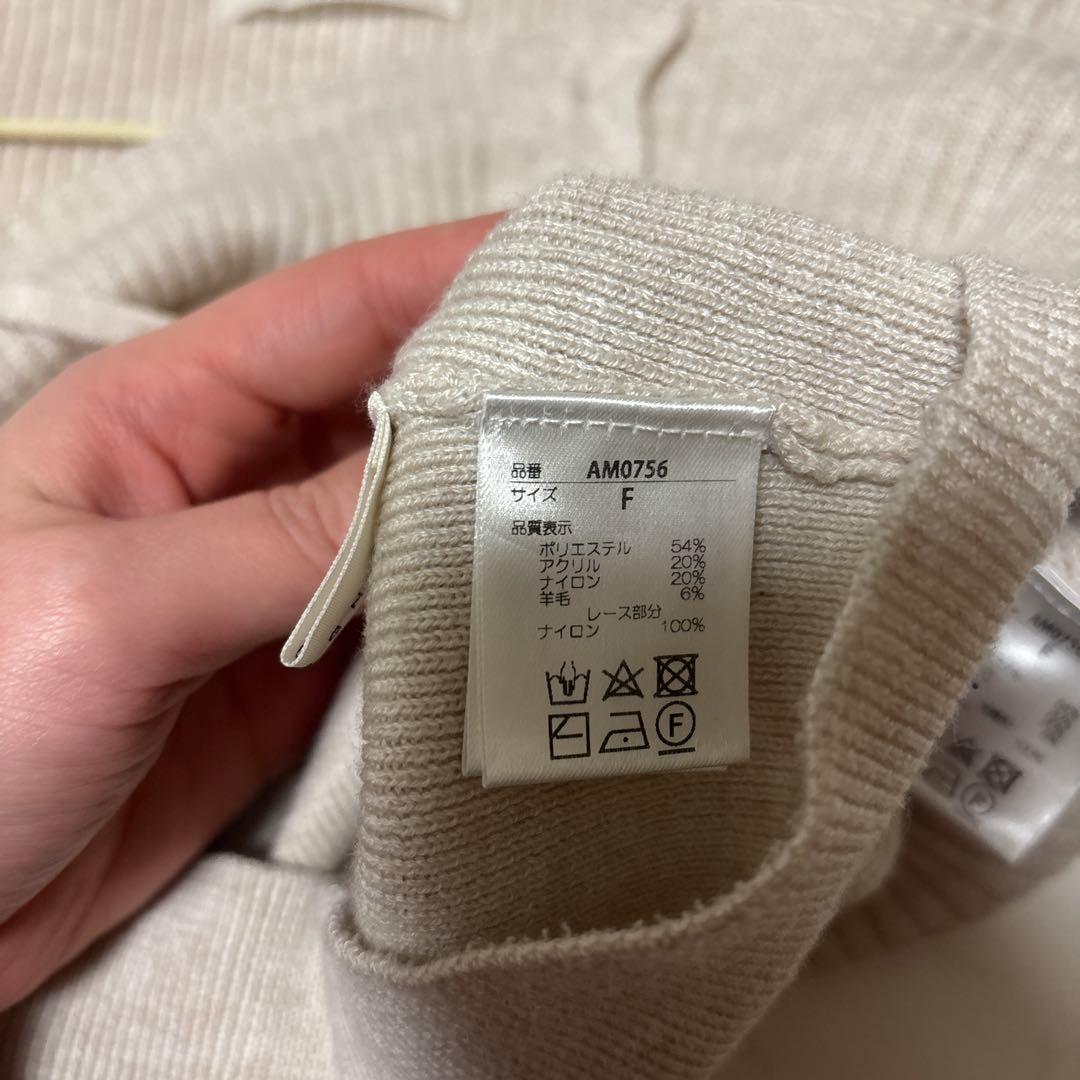 品番 AM0756
サイズ F
品質表示
ポリエステル 54%
アクリル 20%
ナイロン 20%
羊毛 6%
レース部分
ナイロン 100%
F